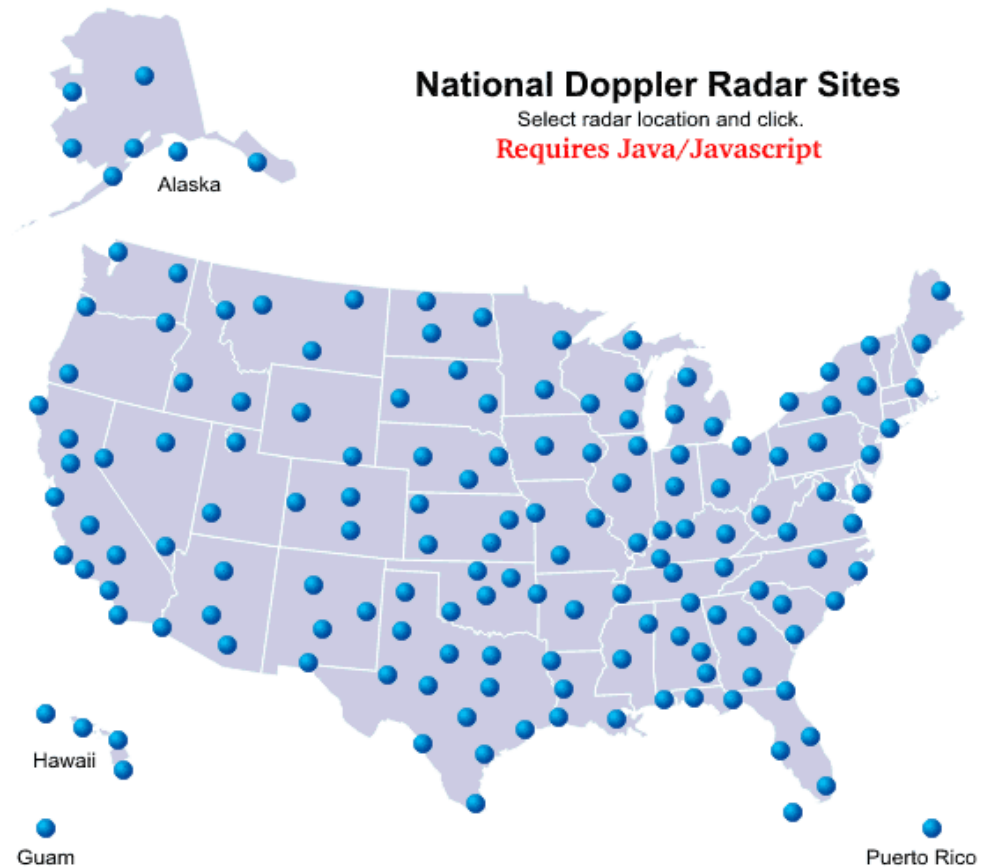 National Doppler Radar Sites
Select radar location and click.
Requires Java/Javascript
Alaska
Hawaii
Guam
Puerto Rico